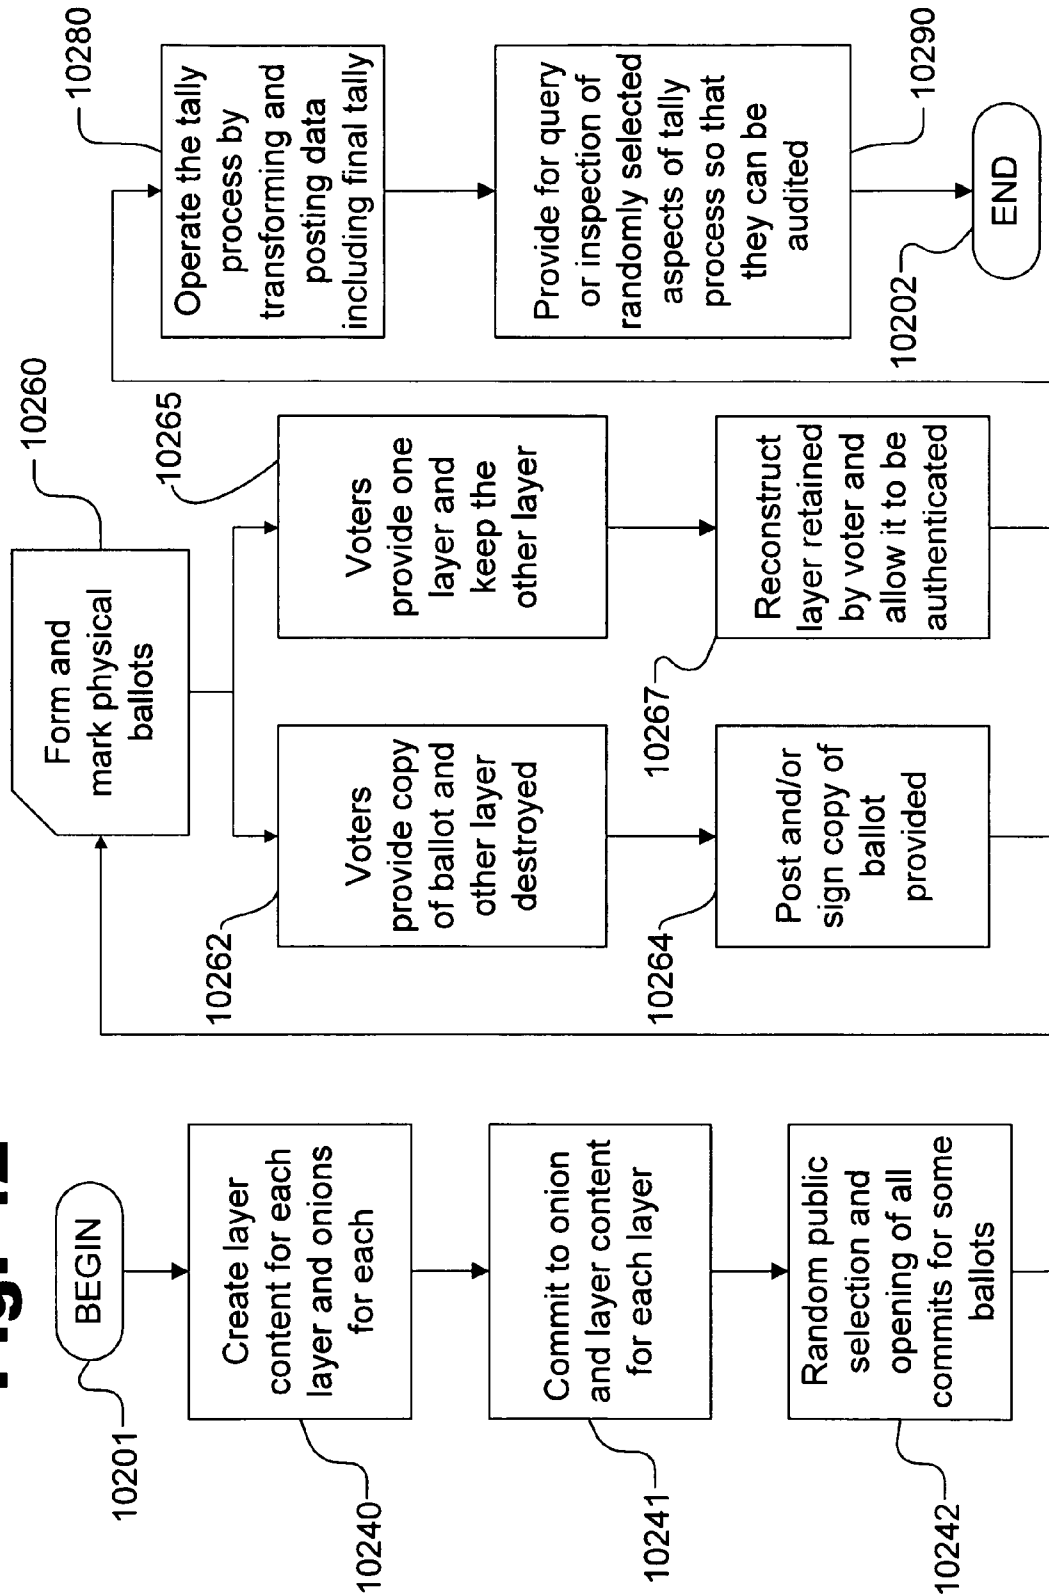 BEGIN
10201
Create layer
content for each
layer and onions
for each
10240
Commit to onion
and layer content
for each layer
10241
Random public
selection and
opening of all
commits for some
ballots
10242
Form and
mark physical
ballots
10260
Voters
provide copy
of ballot and
other layer
destroyed
10262
Post and/or
sign copy of
ballot
provided
10264
Voters
provide one
layer and
keep the
other layer
10265
Reconstruct
layer retained
by voter and
allow it to be
authenticated
10267
Operate the tally
process by
transforming and
posting data
including final tally
10280
Provide for query
or inspection of
randomly selected
aspects of tally
process so that
they can be
audited
10290
END
10202